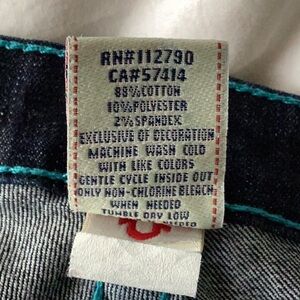 RN#112790
CA#57414
88%COTTON
10%POLYESTER
2%SPANDEX
EXCLUSIVE OF DECORATION
MACHINE WASH COLD
WITH LIKE COLORS
GENTLE CYCLE INSIDE OUT
ONLY NON-CHLORINE BLEACH
WHEN NEEDED
TUMBLE DRY LOW
NEEDED